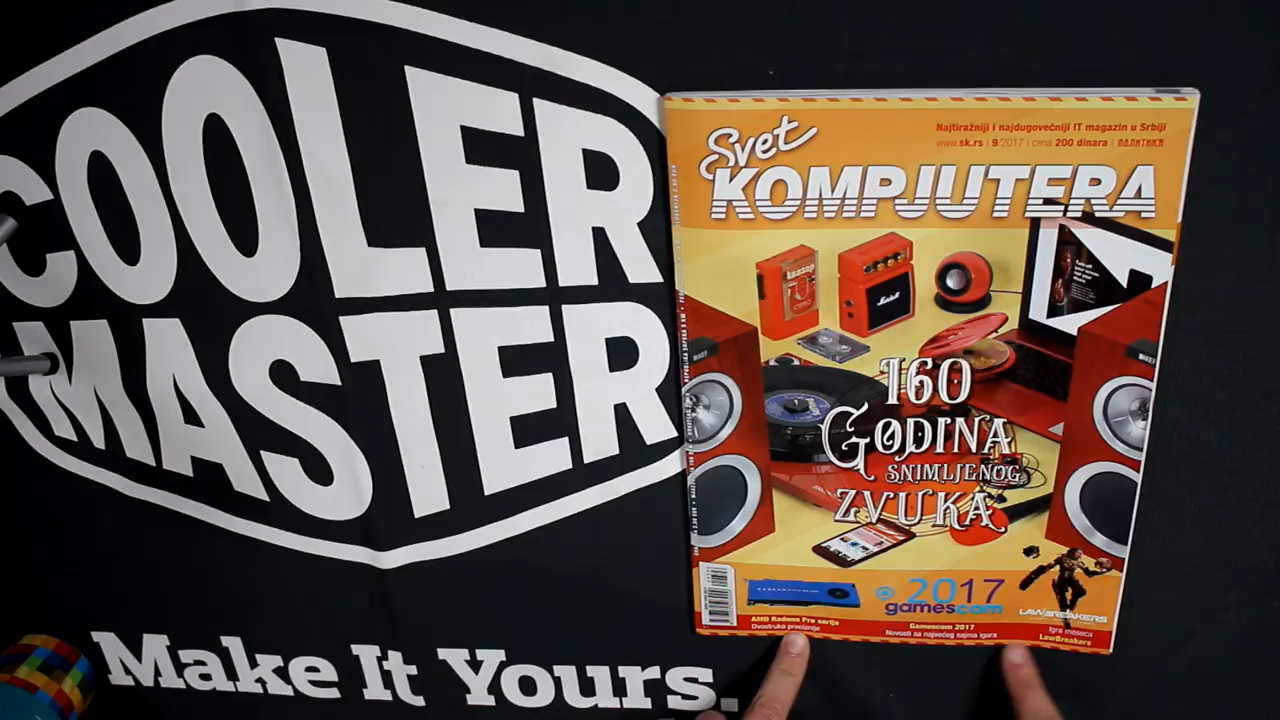 COOLER
MASTER
Make It Yours.
Svet
KOMPJUTERA
Najtiražniji i najdugovečniji IT magazin u Srbiji
www.sk.rs | 9/2017 | cena 200 dinara | ПОЛИТИКА
Marshall
160
GODINA
SNIMLJENOG
ZVUKA
2017
gamescom
LAWBREAKERS
AMD Radeon Pro serija
Dvostruko preciznije
Gamescom 2017
Novosti sa najvećeg sajma igara
Igra meseca
LawBreakers